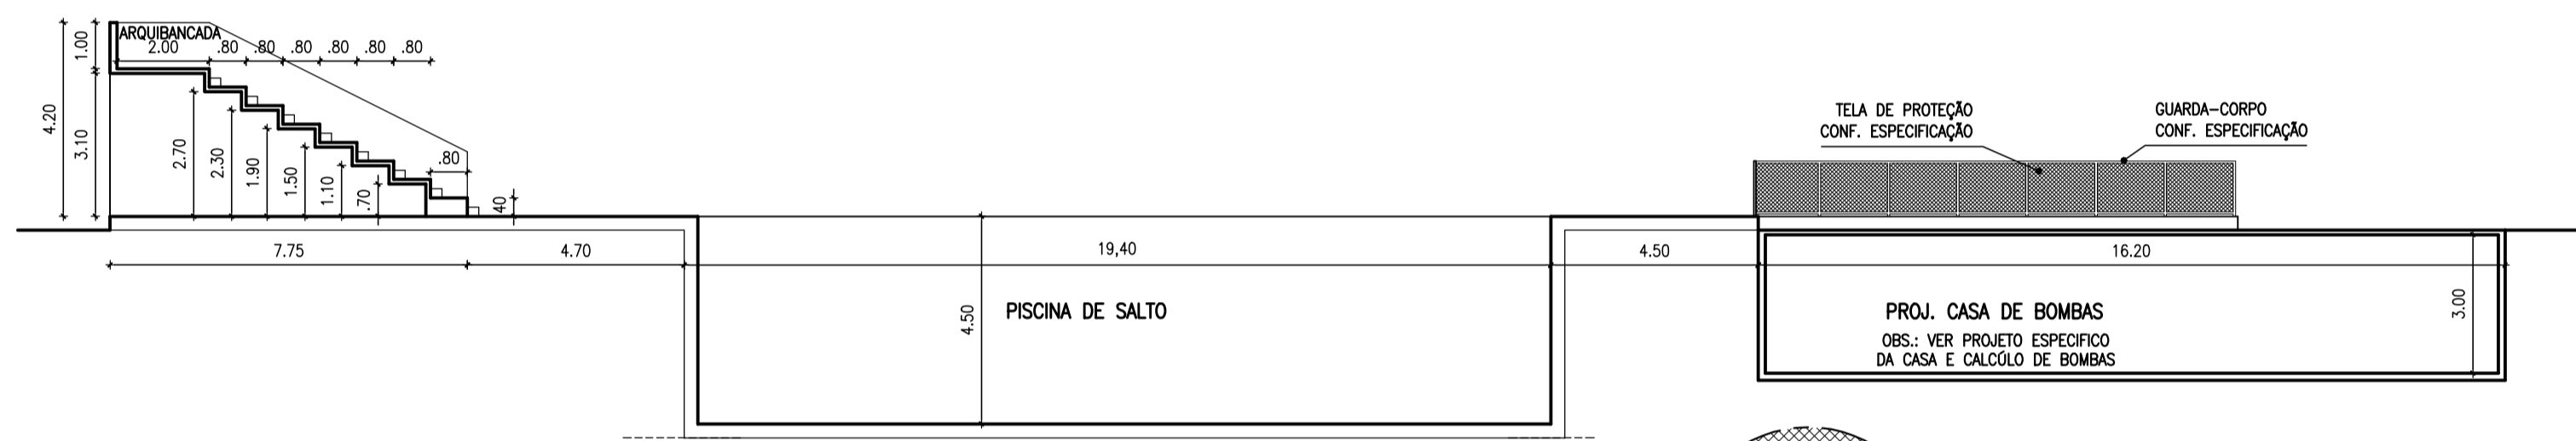 ARQUIBANCADA
2.00 .80 .80 .80 .80 .80 .80
1.00
4.20
3.10
2.70
2.30
1.90
1.50
1.10
.70
.80
40
7.75
4.70
19,40
4.50
16.20
4.50
PISCINA DE SALTO
TELA DE PROTEÇÃO
CONF. ESPECIFICAÇÃO
GUARDA-CORPO
CONF. ESPECIFICAÇÃO
PROJ. CASA DE BOMBAS
OBS.: VER PROJETO ESPECIFICO
DA CASA E CALCÚLO DE BOMBAS
3.00